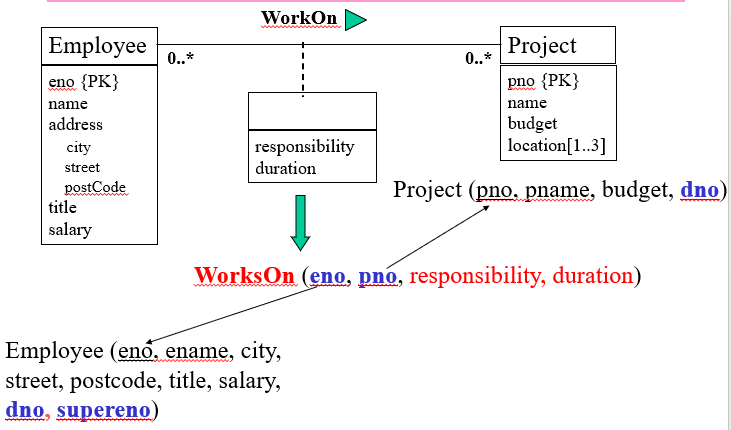 WorkOn
Employee
0..*
0..*
Project
eno {PK}
name
address
city
street
postCode
title
salary
responsibility
duration
pno {PK}
name
budget
location[1..3]
Project (pno, pname, budget, dno)
WorksOn (eno, pno, responsibility, duration)
Employee (eno, ename, city,
street, postcode, title, salary,
dno, supereno)